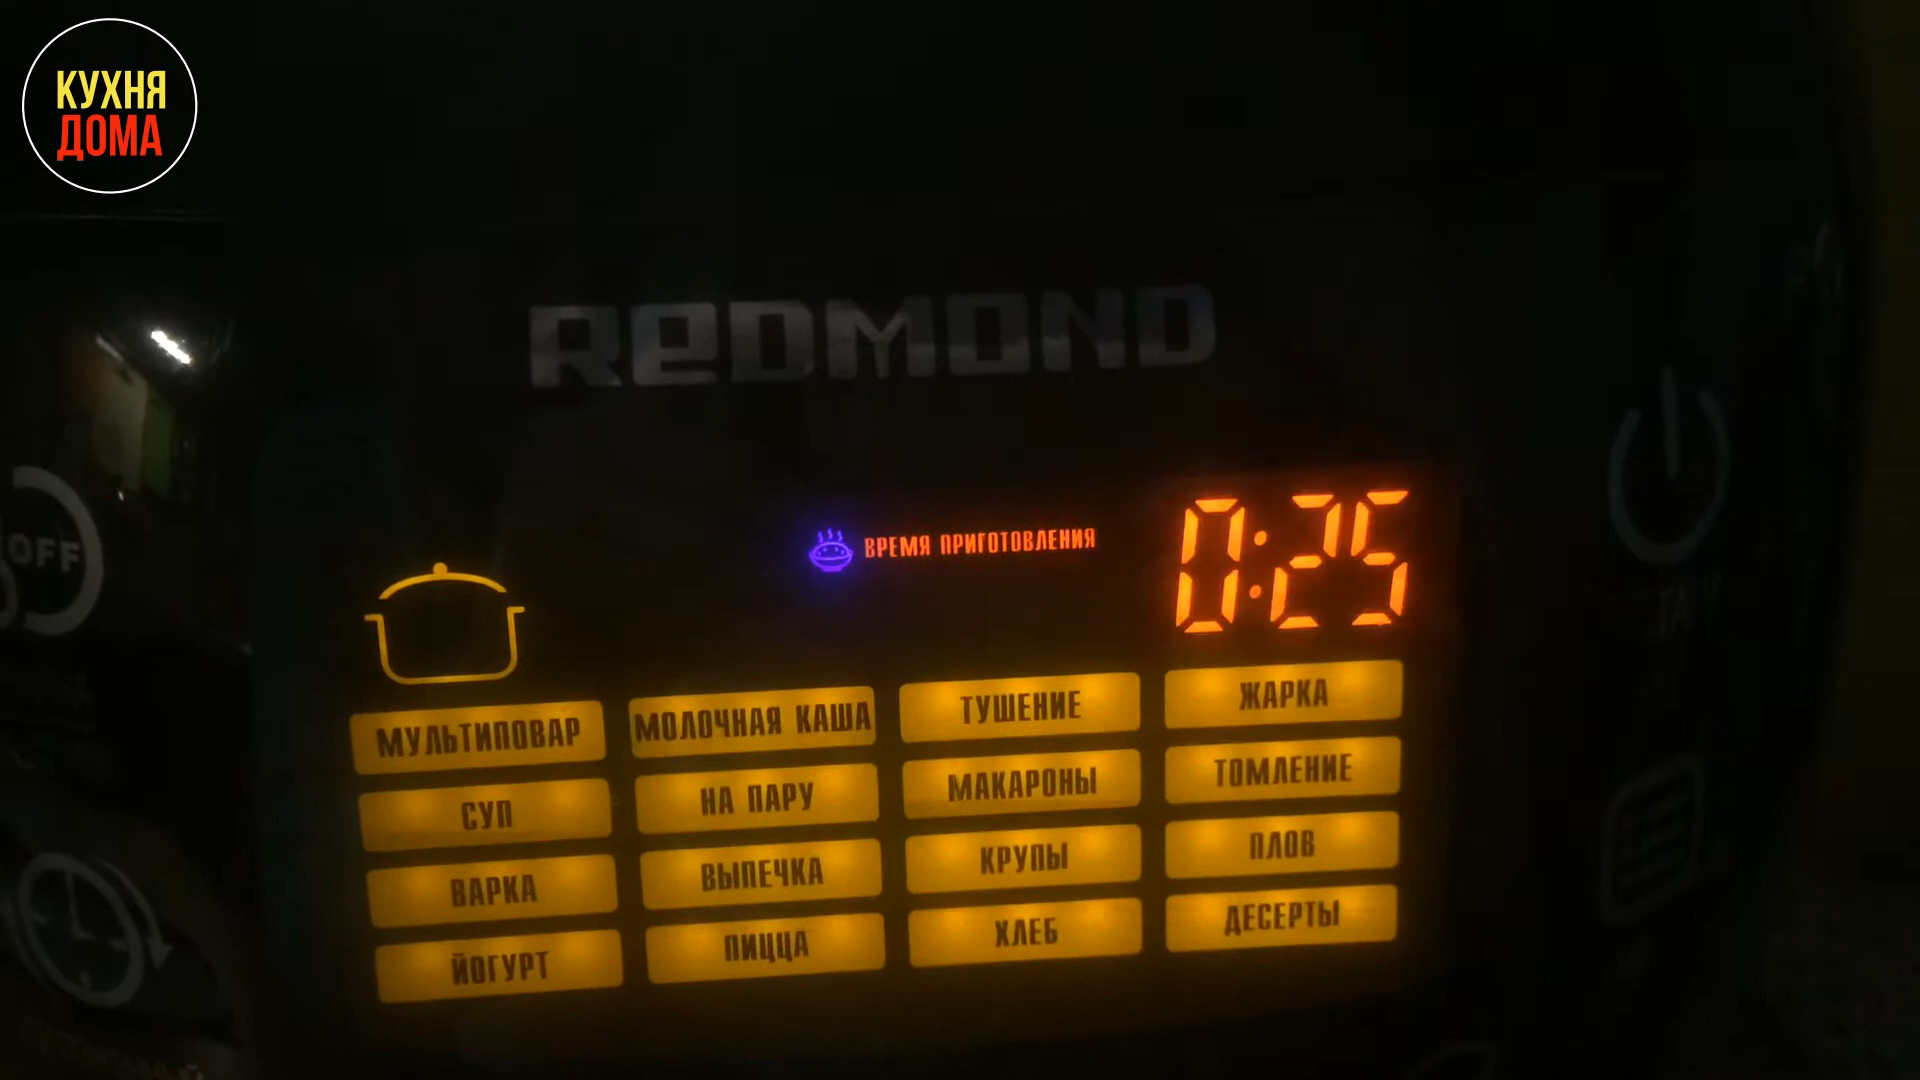 КУХНЯ
ДОМА
REDMOND
OFF
ВРЕМЯ ПРИГОТОВЛЕНИЯ
0:25
МУЛЬТИПОВАР МОЛОЧНАЯ КАША ТУШЕНИЕ ЖАРКА
СУП НА ПАРУ МАКАРОНЫ ТОМЛЕНИЕ
ВАРКА ВЫПЕЧКА КРУПЫ ПЛОВ
ЙОГУРТ ПИЦЦА ХЛЕБ ДЕСЕРТЫ